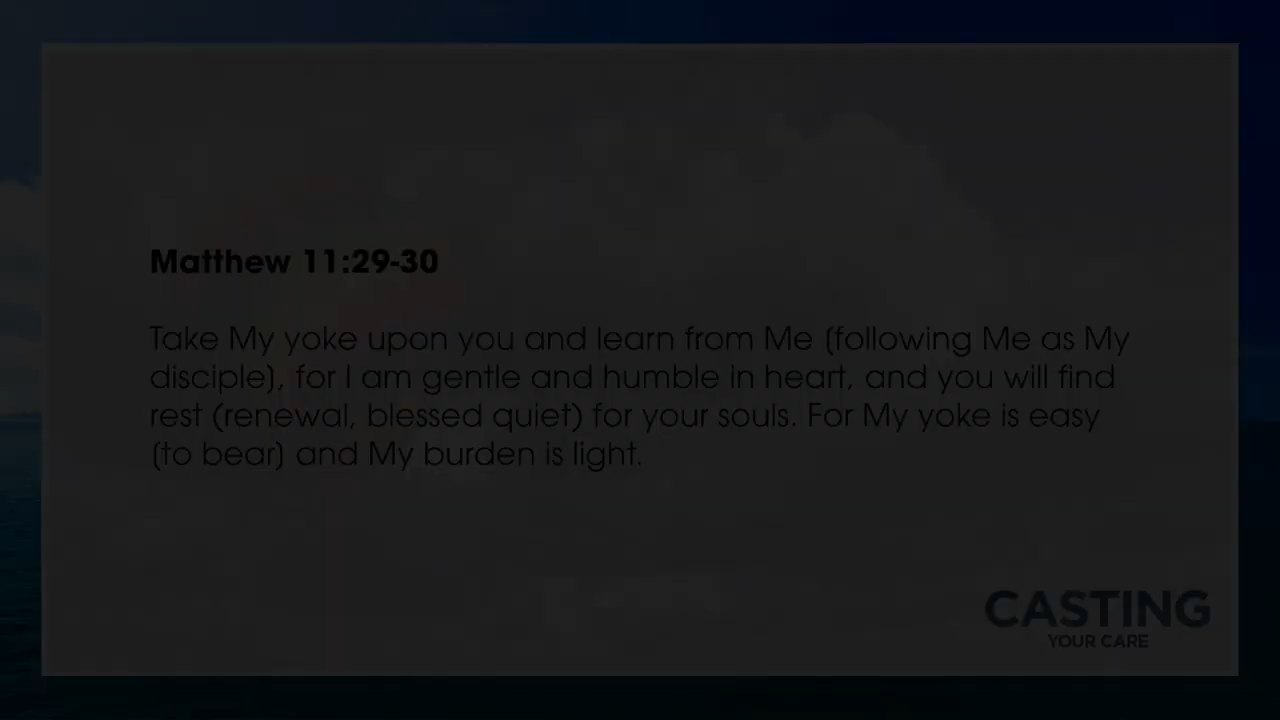 Matthew 11:29-30
Take My yoke upon you and learn from Me (following Me as My
disciple), for I am gentle and humble in heart, and you will find
rest (renewal, blessed quiet) for your souls. For My yoke is easy
(to bear) and My burden is light.
CASTING
YOUR CARE